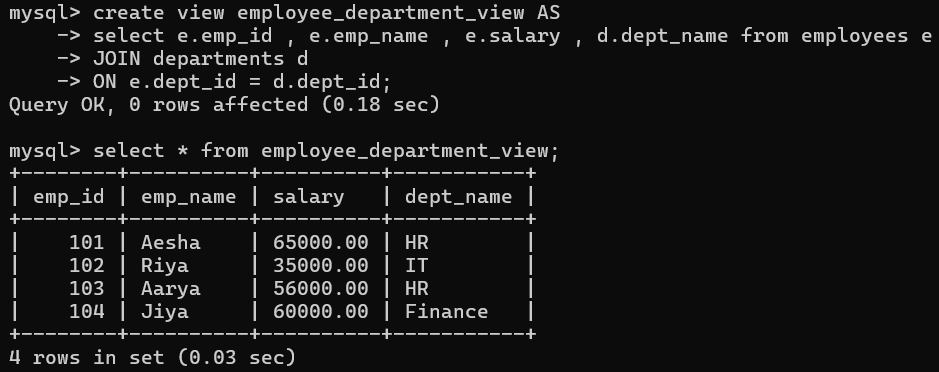 mysql> create view employee_department_view AS
    -> select e.emp_id , e.emp_name , e.salary , d.dept_name from employees e
    -> JOIN departments d
    -> ON e.dept_id = d.dept_id;
Query OK, 0 rows affected (0.18 sec)

mysql> select * from employee_department_view;
+--------+----------+----------+-----------+
| emp_id | emp_name | salary   | dept_name |
+--------+----------+----------+-----------+
|    101 | Aesha    | 65000.00 | HR        |
|    102 | Riya     | 35000.00 | IT        |
|    103 | Aarya    | 56000.00 | HR        |
|    104 | Jiya     | 60000.00 | Finance   |
+--------+----------+----------+-----------+
4 rows in set (0.03 sec)